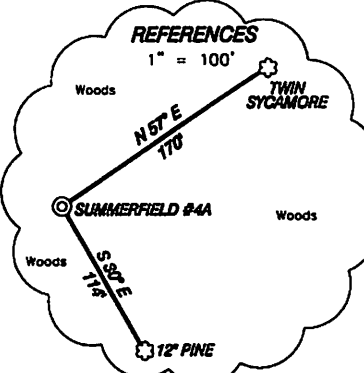 REFERENCES
1" = 100'
Woods
TWIN
SYCAMORE
N 57° E
170'
SUMMERFIELD #4A
Woods
Woods
S 30° E
114'
12" PINE